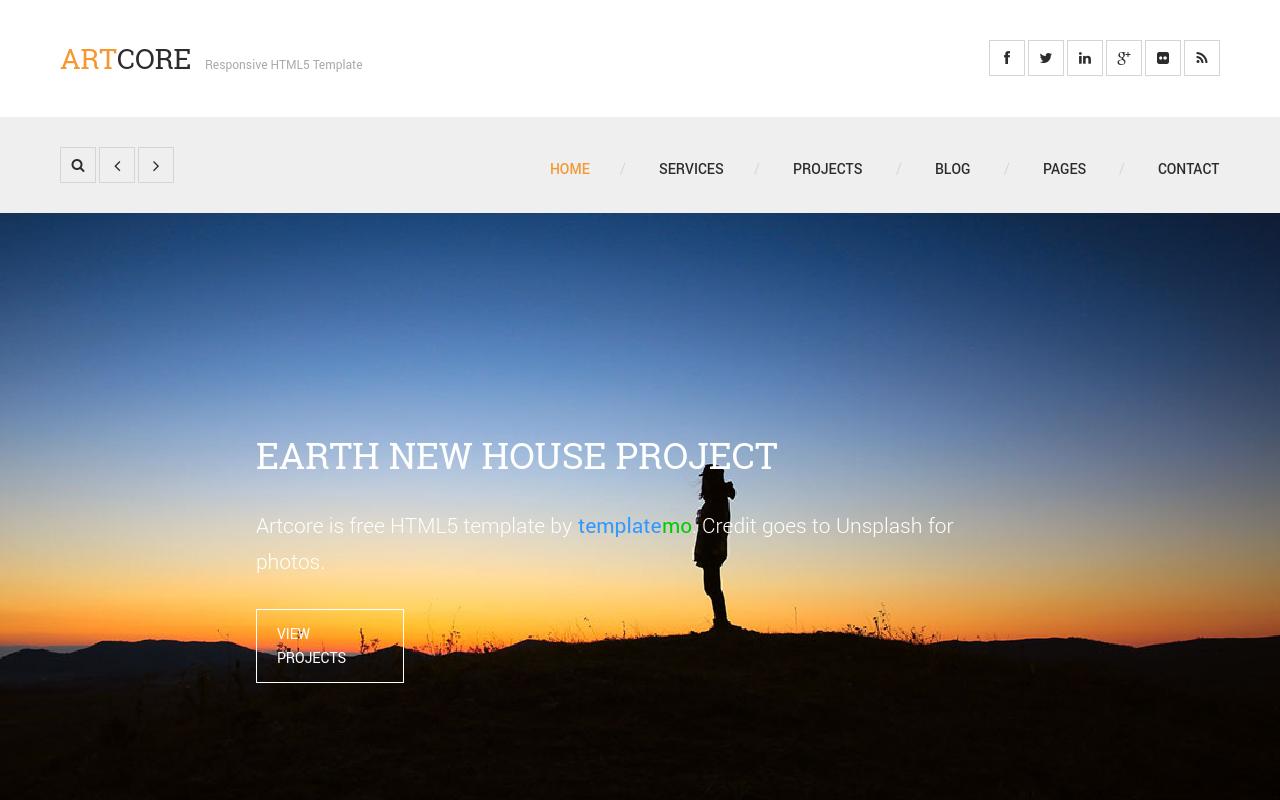 ARTCORE Responsive HTML5 Template
HOME / SERVICES / PROJECTS / BLOG / PAGES / CONTACT
EARTH NEW HOUSE PROJECT
Artcore is free HTML5 template by templatemo. Credit goes to Unsplash for
photos.
VIEW
PROJECTS